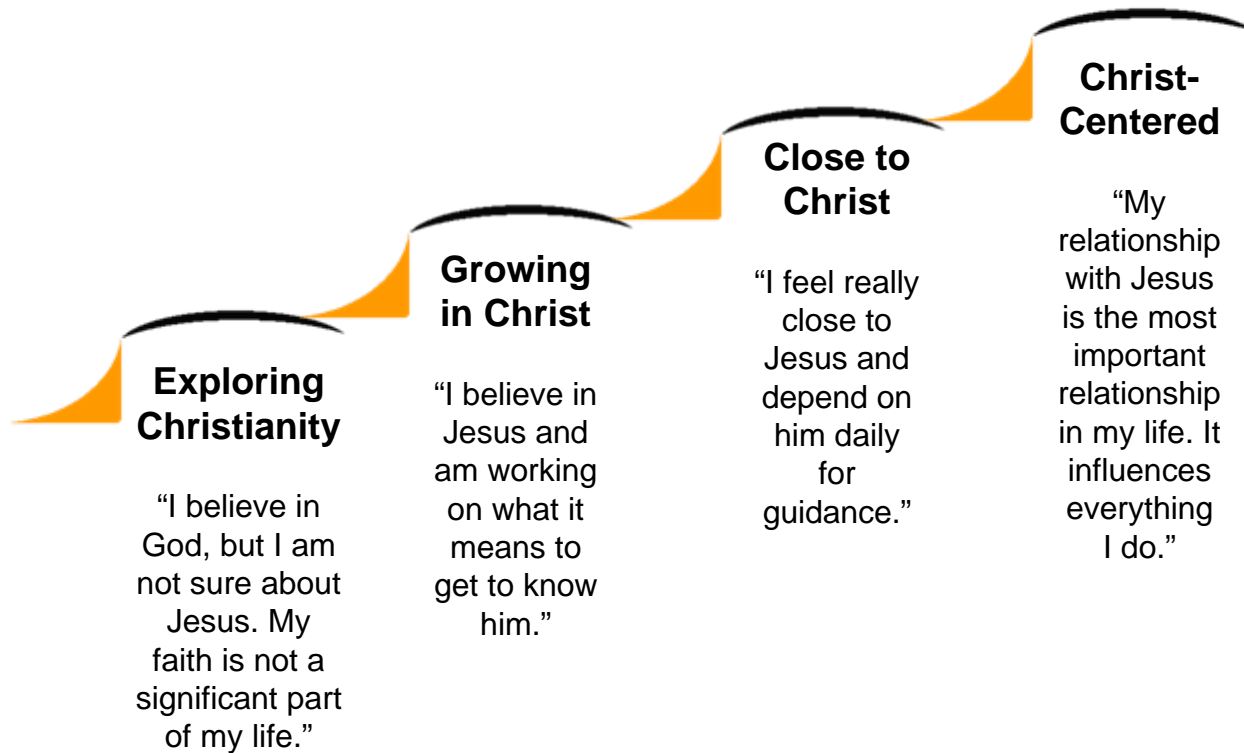 Exploring
Christianity
“I believe in
God, but I am
not sure about
Jesus. My
faith is not a
significant part
of my life.”
Growing
in Christ
“I believe in
Jesus and
am working
on what it
means to
get to know
him.”
Close to
Christ
“I feel really
close to
Jesus and
depend on
him daily
for
guidance.”
Christ-
Centered
“My
relationship
with Jesus
is the most
important
relationship
in my life. It
influences
everything
I do.”